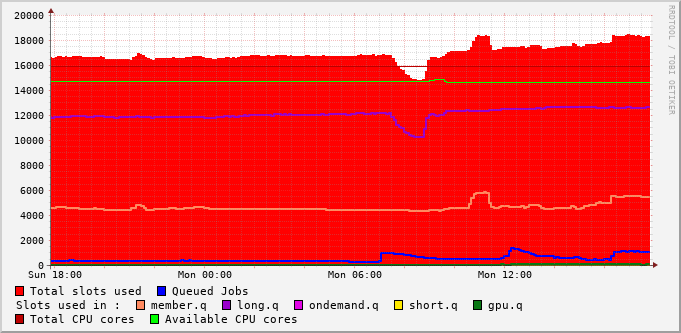 20000
18000
16000
14000
12000
10000
8000
6000
4000
2000
0
Sun 18:00 Mon 00:00 Mon 06:00 Mon 12:00
Total slots used Queued Jobs
Slots used in : member.q long.q ondemand.q short.q gpu.q
Total CPU cores Available CPU cores
RRDTOOL / TOBI OETIKER